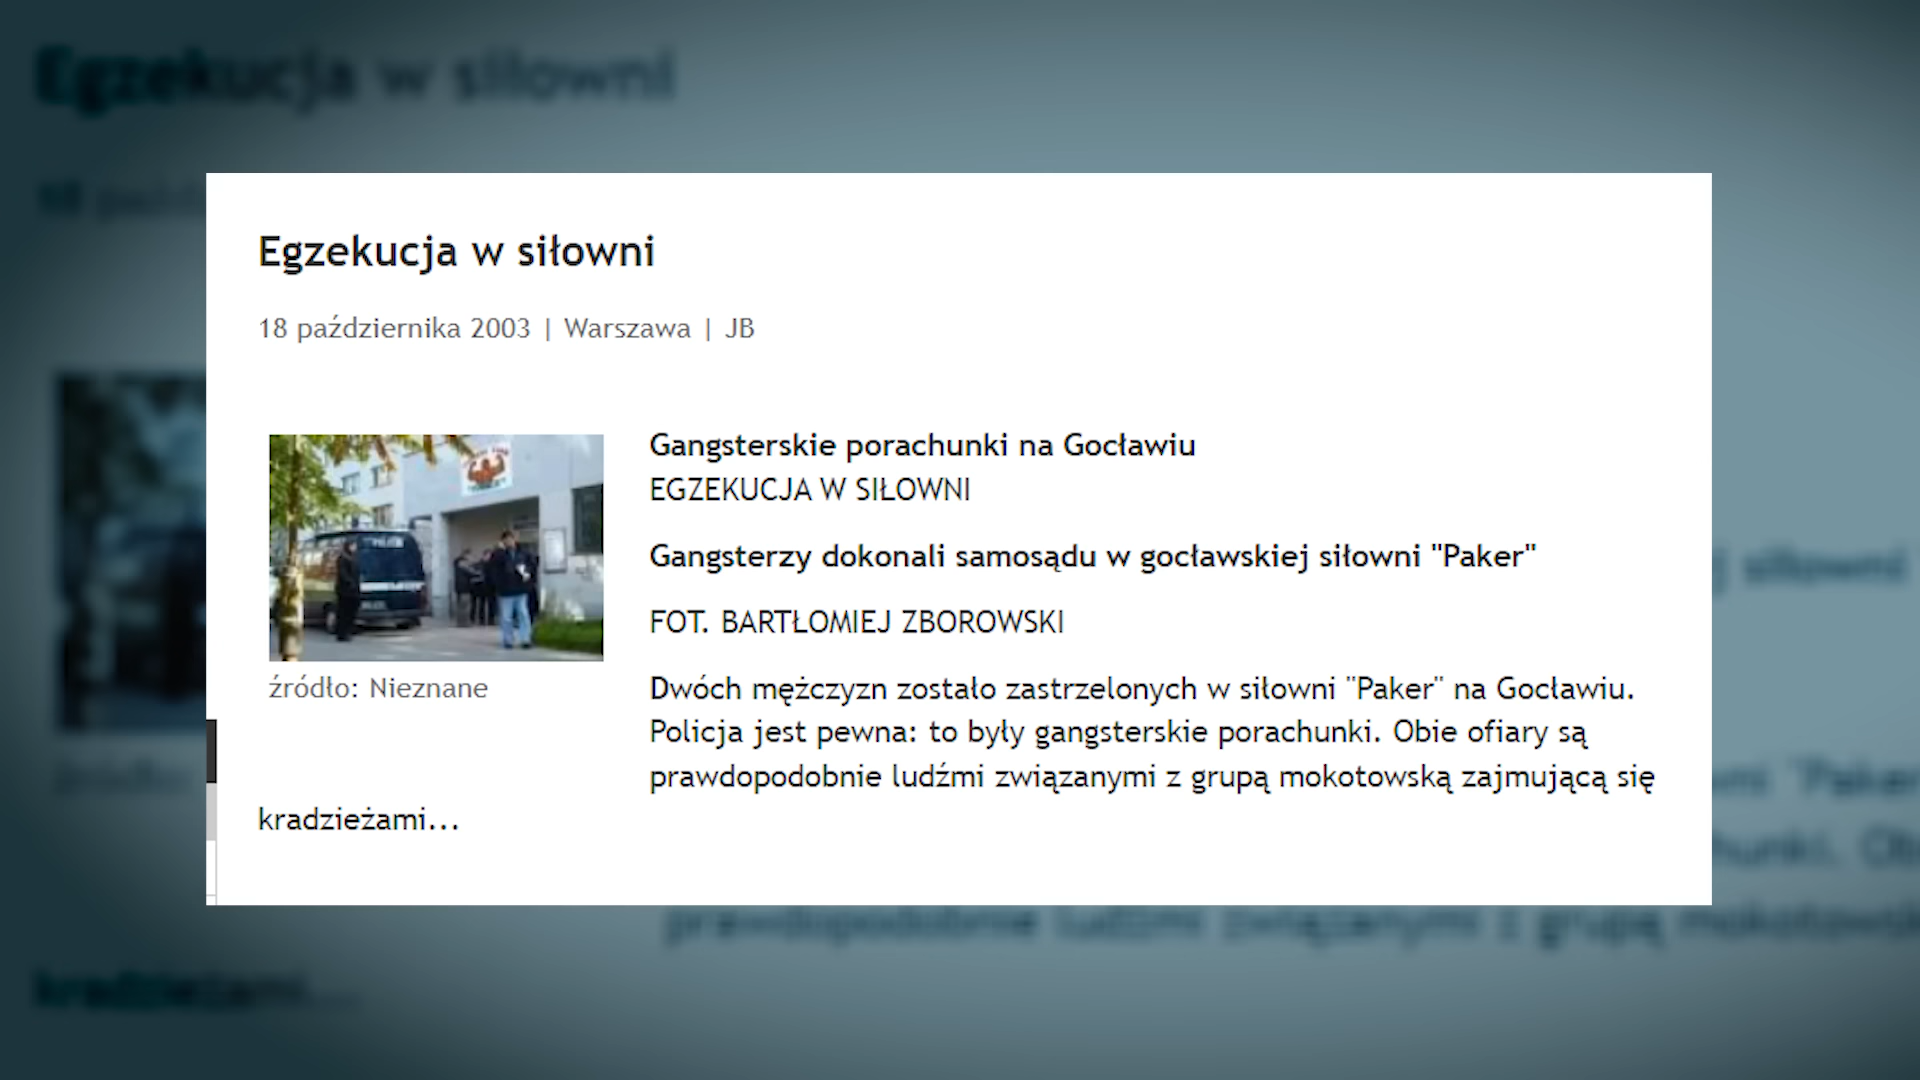 Egzekucja w siłowni
18 października 2003 | Warszawa | JB
Gangsterskie porachunki na Gocławiu
EGZEKUCJA W SIŁOWNI
Gangsterzy dokonali samosądu w gocławskiej siłowni "Paker"
FOT. BARTŁOMIEJ ZBOROWSKI
źródło: Nieznane
Dwóch mężczyzn zostało zastrzelonych w siłowni "Paker" na Gocławiu.
Policja jest pewna: to były gangsterskie porachunki. Obie ofiary są
prawdopodobnie ludźmi związanymi z grupą mokotowską zajmującą się
kradzieżami...